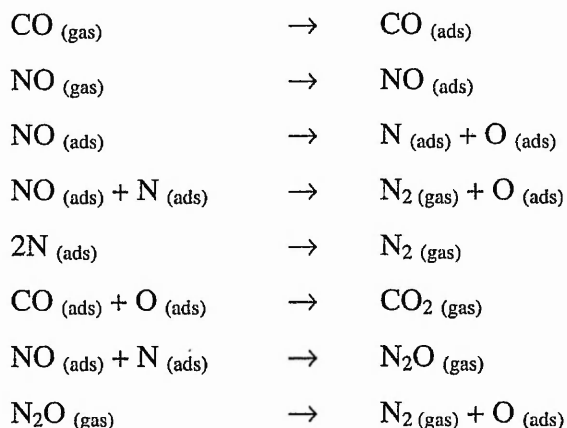 CO (gas) → CO (ads)
NO (gas) → NO (ads)
NO (ads) → N (ads) + O (ads)
NO (ads) + N (ads) → N2 (gas) + O (ads)
2N (ads) → N2 (gas)
CO (ads) + O (ads) → CO2 (gas)
NO (ads) + N (ads) → N2O (gas)
N2O (gas) → N2 (gas) + O (ads)